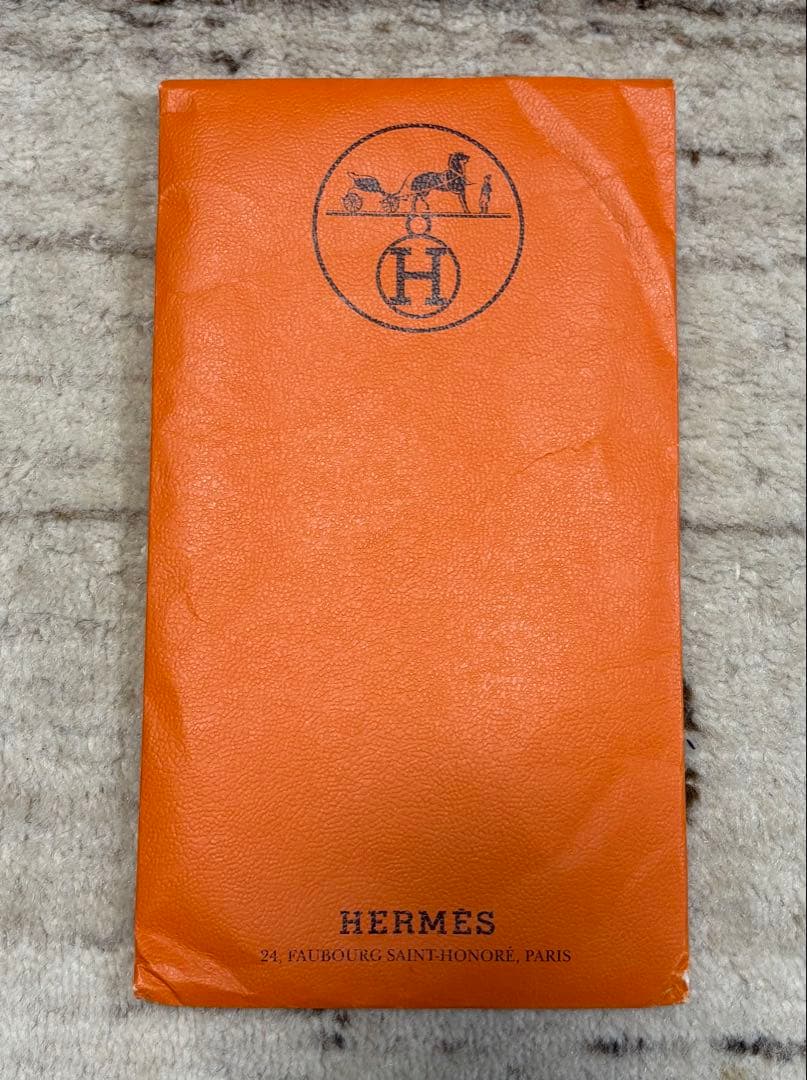 H
HERMÈS
24, FAUBOURG SAINT-HONORÉ, PARIS